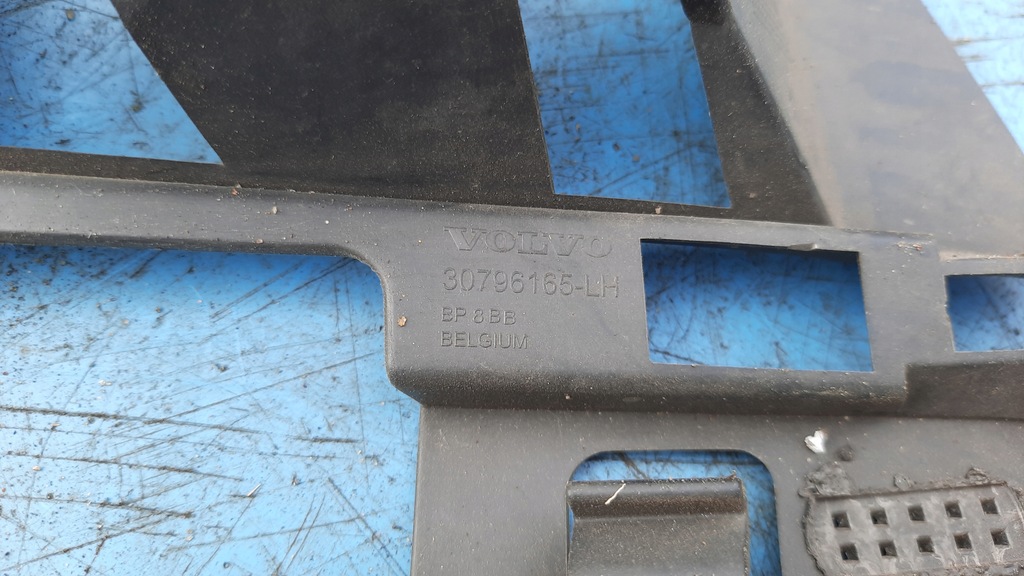 VOLVO
30796165-LH
BP 8 BB
BELGIUM